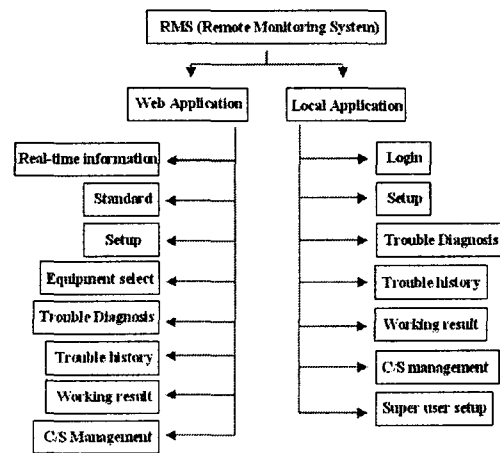 RMS (Remote Monitoring System)
Web Application
Local Application
Real-time information
Standard
Setup
Equipment select
Trouble Diagnosis
Trouble history
Working result
C/S Management
Login
Setup
Trouble Diagnosis
Trouble history
Working result
C/S management
Super user setup